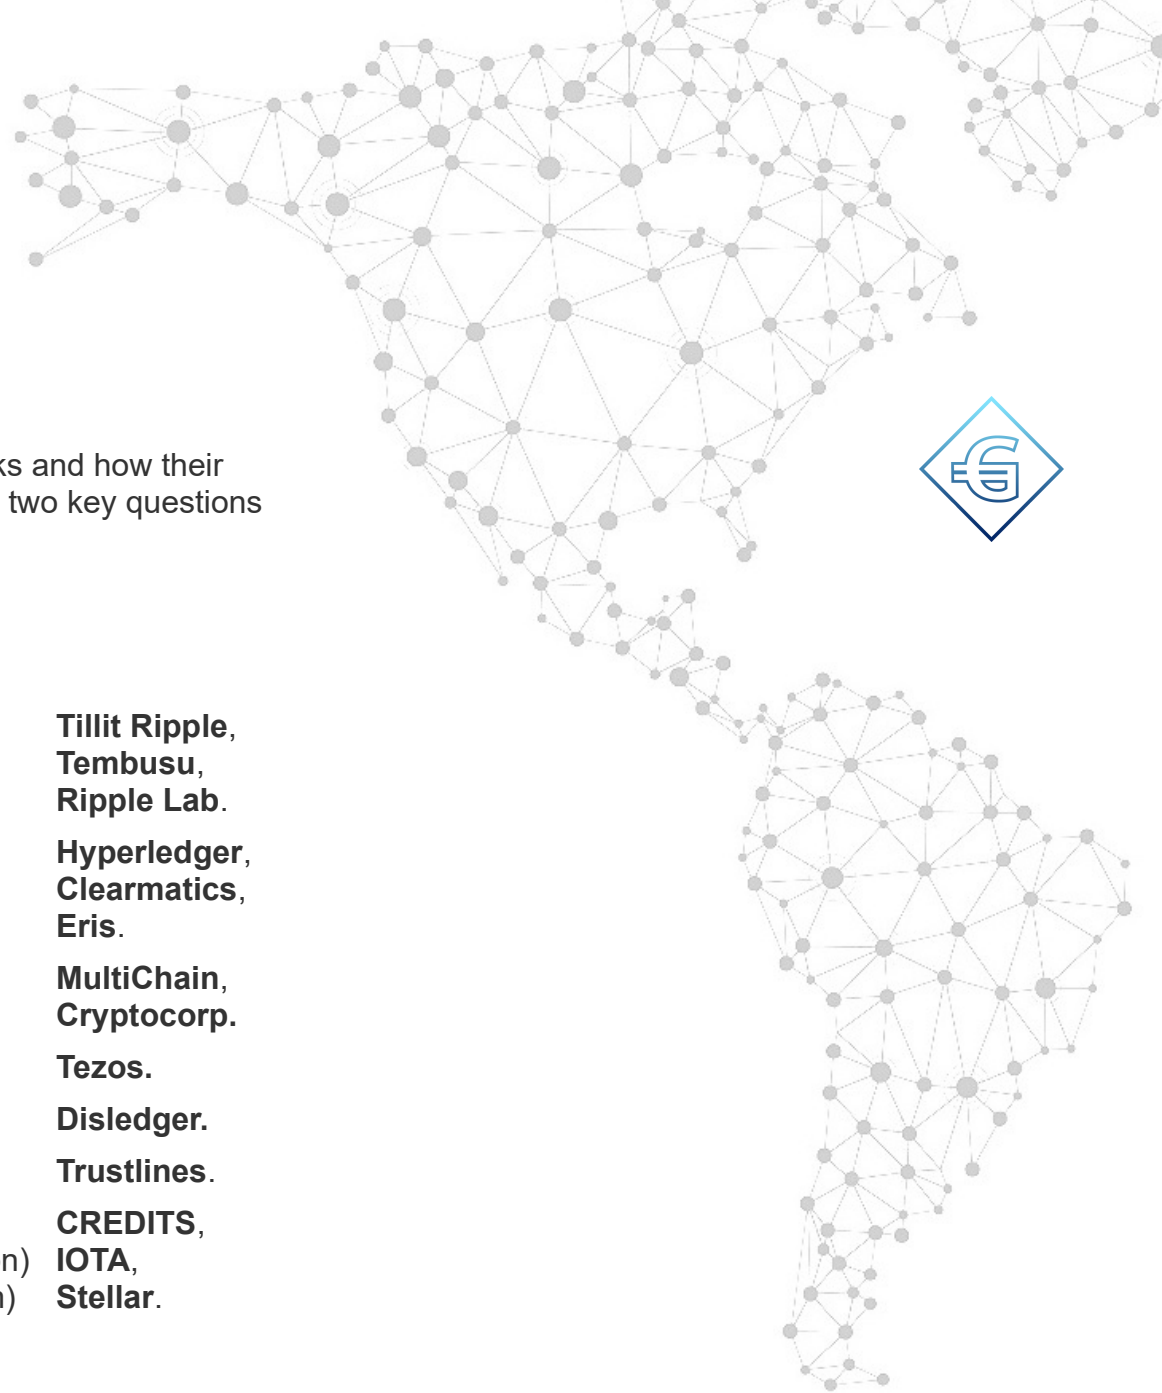 ks and how their
two key questions
Tillit Ripple,
Tembusu,
Ripple Lab.
Hyperledger,
Clearmatics,
Eris.
MultiChain,
Cryptocorp.
Tezos.
Disledger.
Trustlines.
CREDITS,
n) IOTA,
) Stellar.